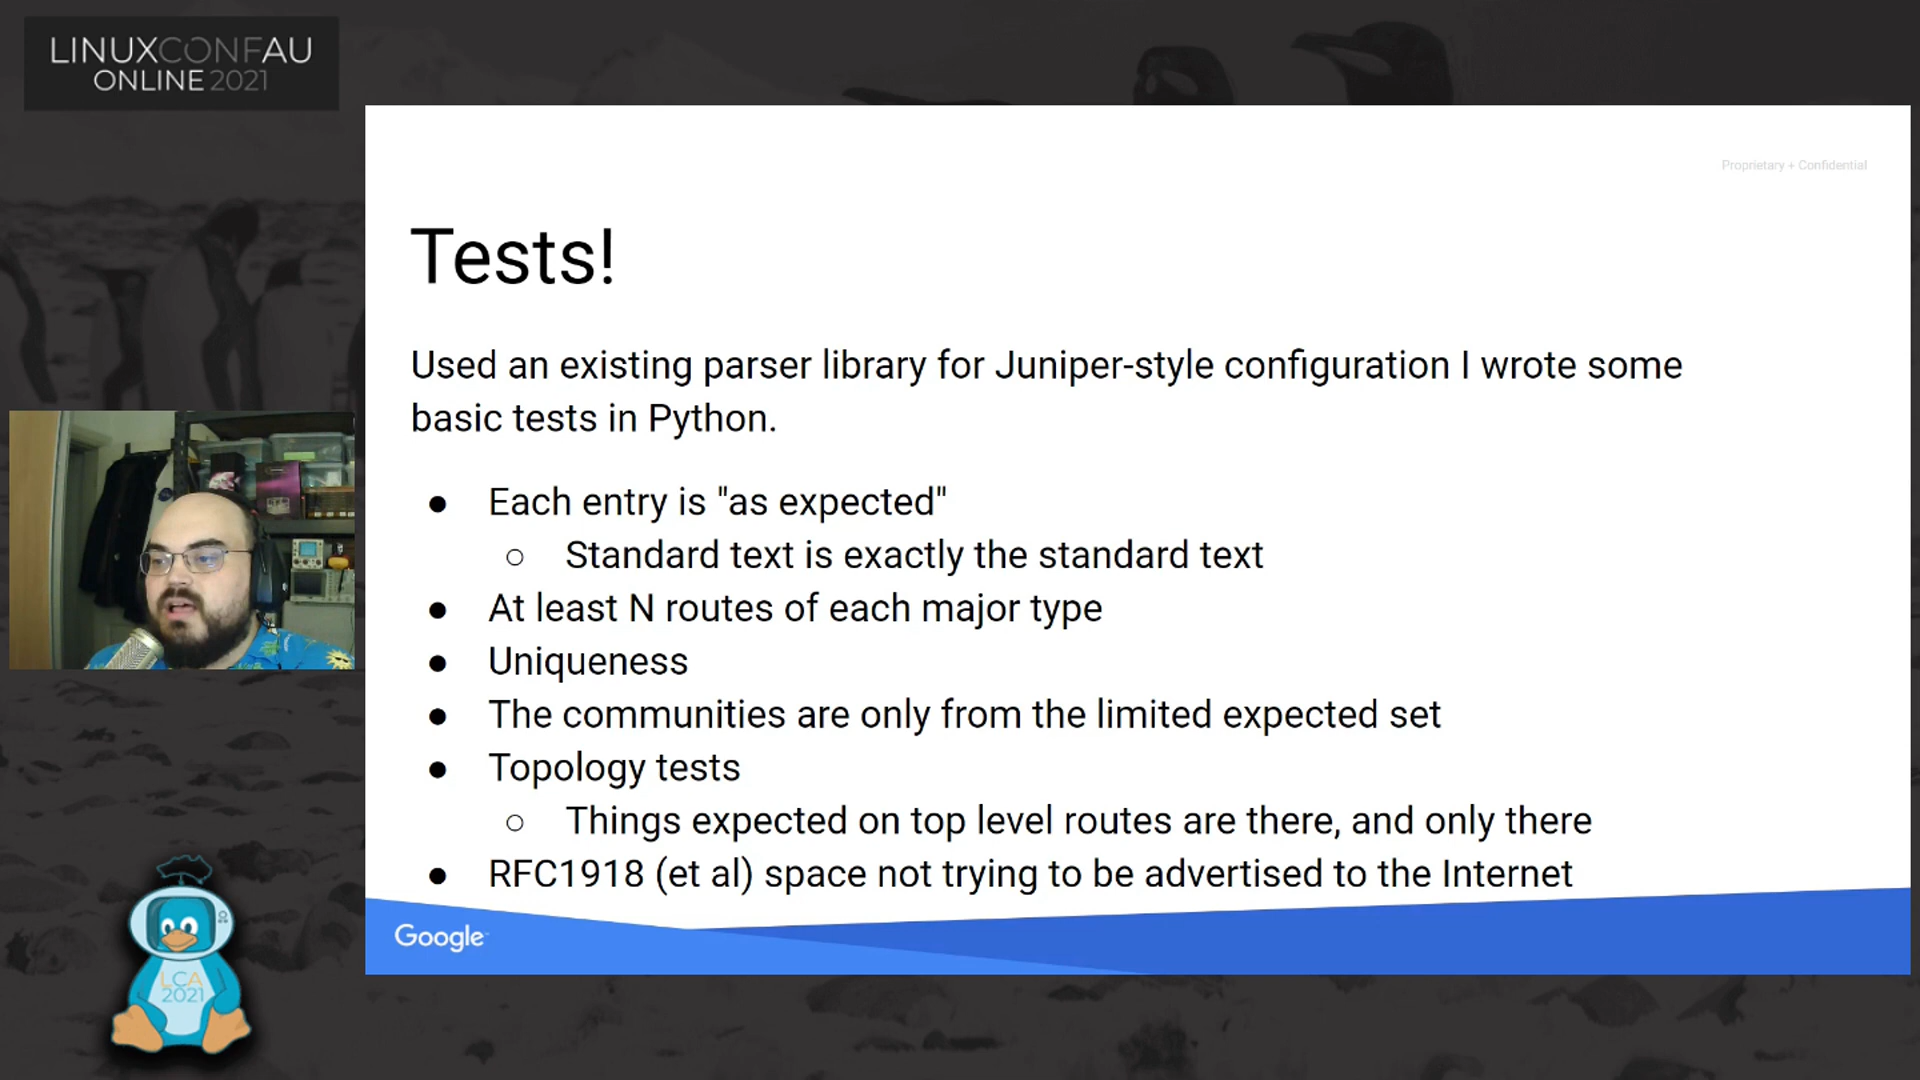 LINUXCONFAU
ONLINE 2021
Proprietary + Confidential
Tests!
Used an existing parser library for Juniper-style configuration I wrote some
basic tests in Python.
● Each entry is "as expected"
○ Standard text is exactly the standard text
● At least N routes of each major type
● Uniqueness
● The communities are only from the limited expected set
● Topology tests
○ Things expected on top level routes are there, and only there
● RFC1918 (et al) space not trying to be advertised to the Internet
Google
LCA
2021